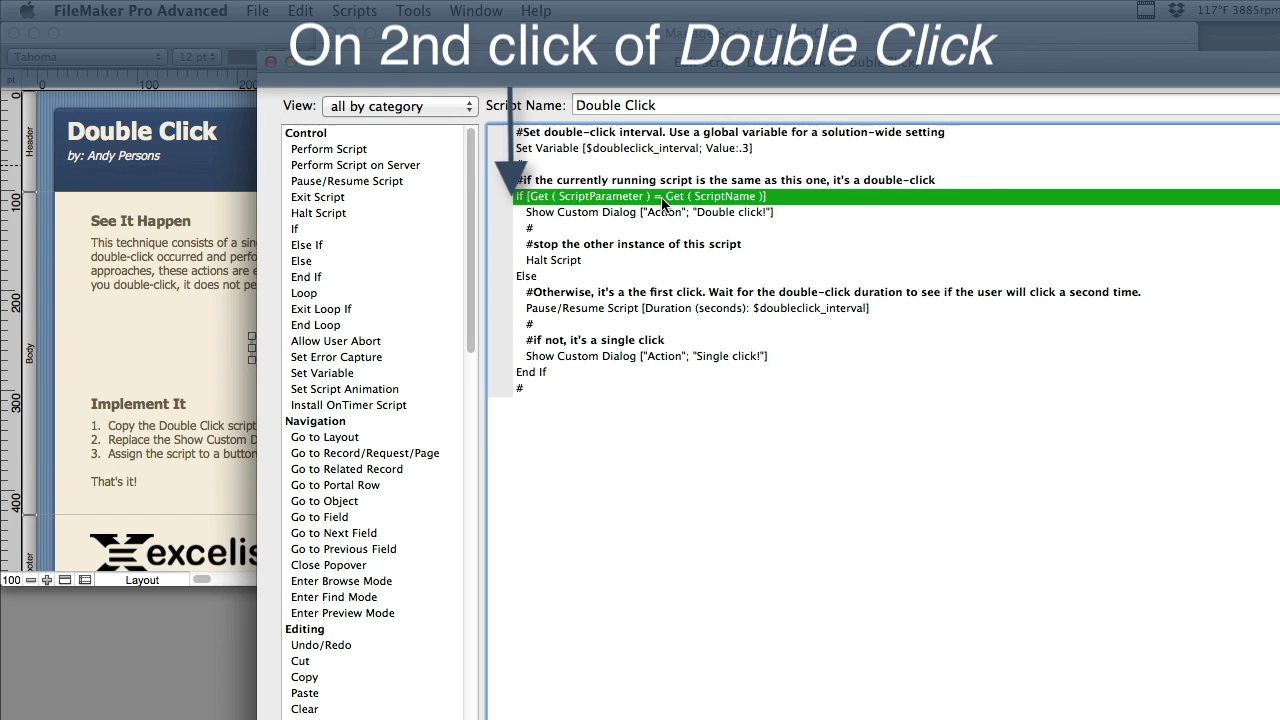 FileMaker Pro Advanced File Edit Scripts Tools Window Help 117°F 3885rpm
On 2nd click of Double Click
Tahoma 12 pt
pt 0 100 200
View: all by category Script Name: Double Click
0
Header
100
Body
200
300
400
Double Click
by: Andy Persons
See It Happen
This technique consists of a sin
double-click occurred and perfo
approaches, these actions are e
you double-click, it does not pe
Implement It
1. Copy the Double Click script
2. Replace the Show Custom D
3. Assign the script to a button
That's it!
excelis
100 Layout
Control
Perform Script
Perform Script on Server
Pause/Resume Script
Exit Script
Halt Script
If
Else If
Else
End If
Loop
Exit Loop If
End Loop
Allow User Abort
Set Error Capture
Set Variable
Set Script Animation
Install OnTimer Script
Navigation
Go to Layout
Go to Record/Request/Page
Go to Related Record
Go to Portal Row
Go to Object
Go to Field
Go to Next Field
Go to Previous Field
Close Popover
Enter Browse Mode
Enter Find Mode
Enter Preview Mode
Editing
Undo/Redo
Cut
Copy
Paste
Clear
#Set double-click interval. Use a global variable for a solution-wide setting
Set Variable [$doubleclick_interval; Value:.3]
#
#if the currently running script is the same as this one, it's a double-click
If [Get ( ScriptParameter ) = Get ( ScriptName )]
Show Custom Dialog ["Action"; "Double click!"]
#
#stop the other instance of this script
Halt Script
Else
#Otherwise, it's a the first click. Wait for the double-click duration to see if the user will click a second time.
Pause/Resume Script [Duration (seconds): $doubleclick_interval]
#
#if not, it's a single click
Show Custom Dialog ["Action"; "Single click!"]
End If
#